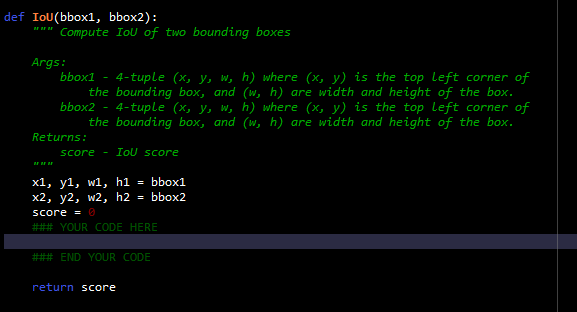 def IoU(bbox1, bbox2):
    """ Compute IoU of two bounding boxes

    Args:
        bbox1 - 4-tuple (x, y, w, h) where (x, y) is the top left corner of
            the bounding box, and (w, h) are width and height of the box.
        bbox2 - 4-tuple (x, y, w, h) where (x, y) is the top left corner of
            the bounding box, and (w, h) are width and height of the box.
    Returns:
        score - IoU score
    """
    x1, y1, w1, h1 = bbox1
    x2, y2, w2, h2 = bbox2
    score = 0
    ### YOUR CODE HERE

    ### END YOUR CODE

    return score